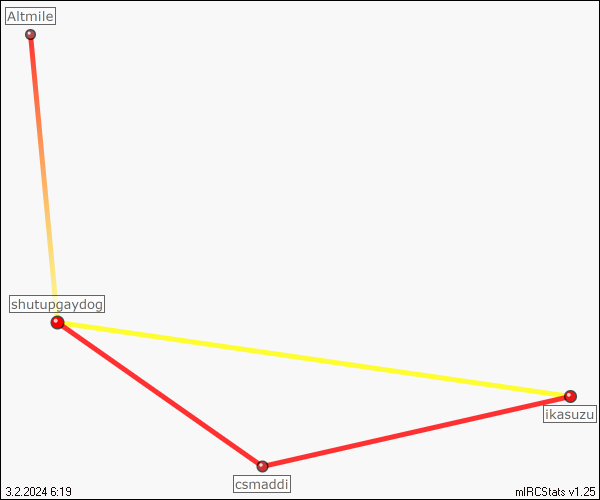 Altmile
shutupgaydog
ikasuzu
csmaddi
3.2.2024 6:19
mIRCStats v1.25